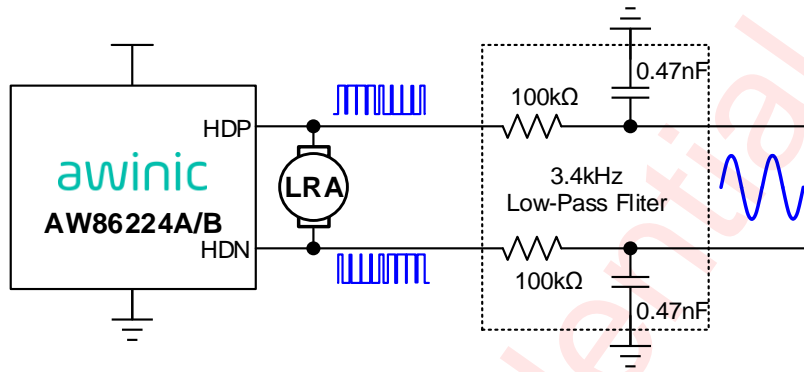 0.47nF
100kΩ
HDP
awinic
AW86224A/B
LRA
3.4kHz
Low-Pass Fliter
HDN
100kΩ
0.47nF